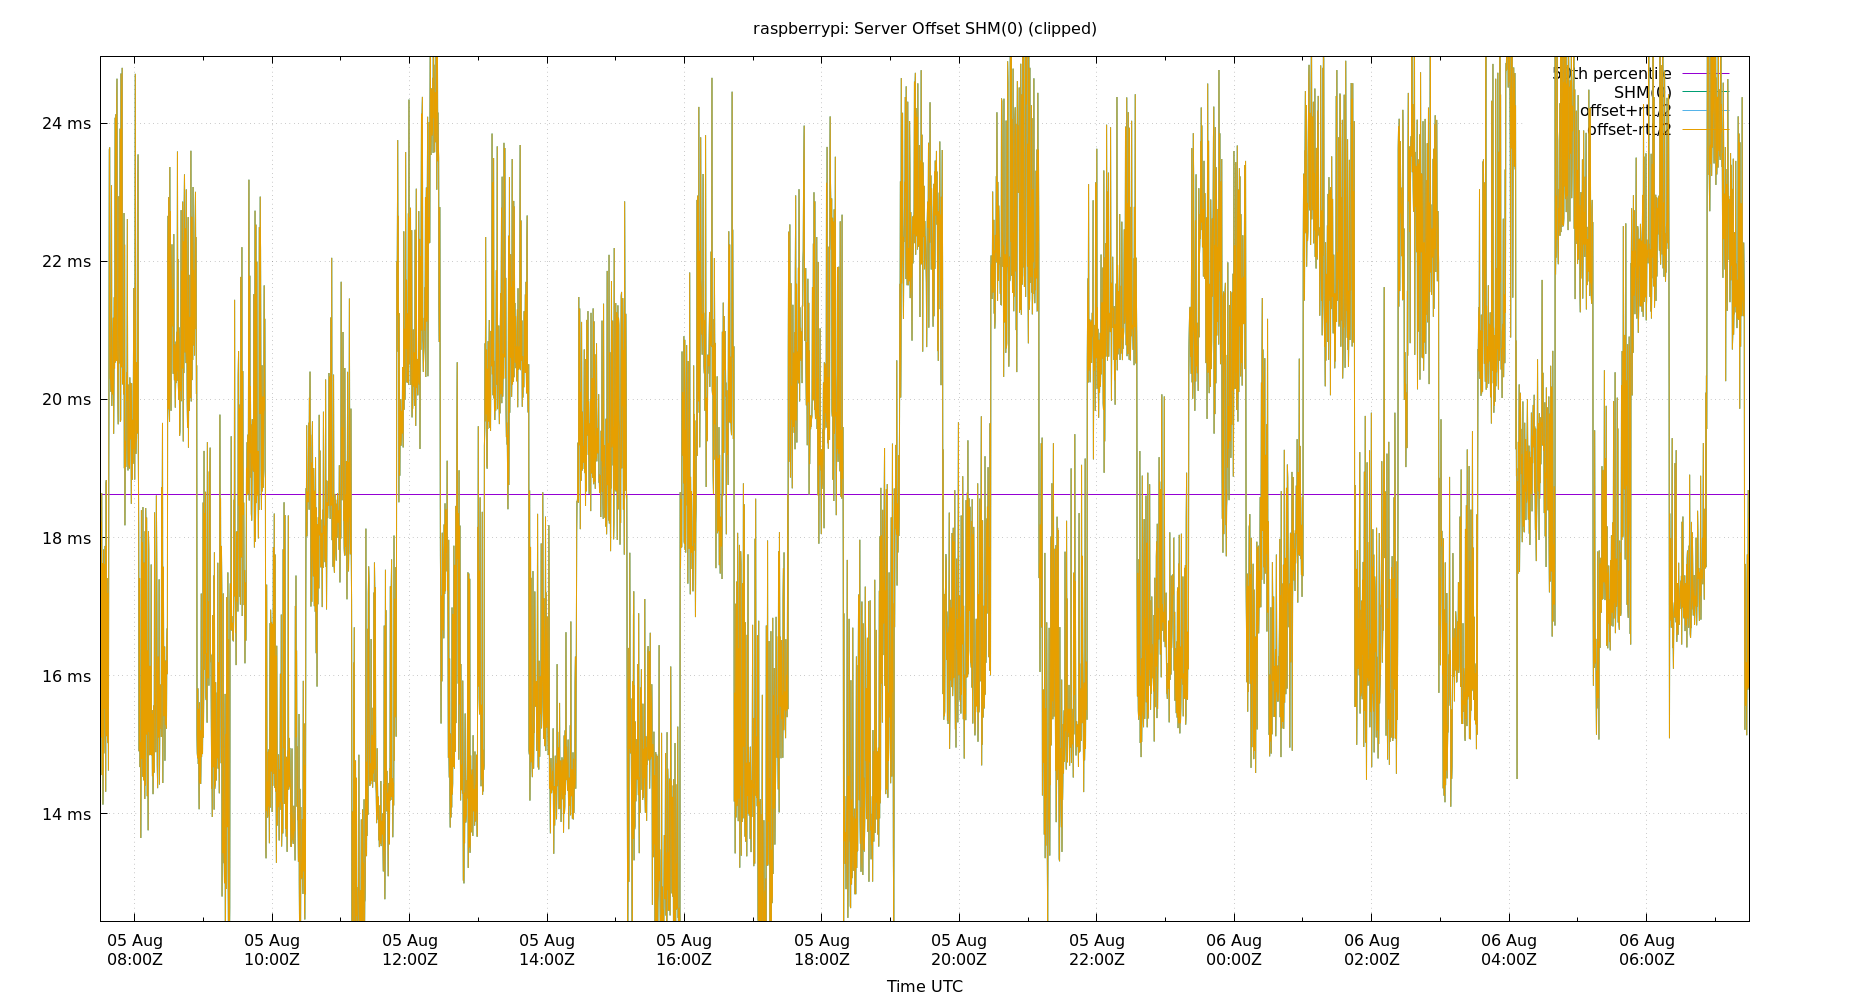 raspberrypi: Server Offset SHM(0) (clipped)
50th percentile
SHM(0)
offset+rtt/2
offset-rtt/2
24 ms
22 ms
20 ms
18 ms
16 ms
14 ms
05 Aug 05 Aug 05 Aug 05 Aug 05 Aug 05 Aug 05 Aug 05 Aug 06 Aug 06 Aug 06 Aug 06 Aug
08:00Z 10:00Z 12:00Z 14:00Z 16:00Z 18:00Z 20:00Z 22:00Z 00:00Z 02:00Z 04:00Z 06:00Z
Time UTC